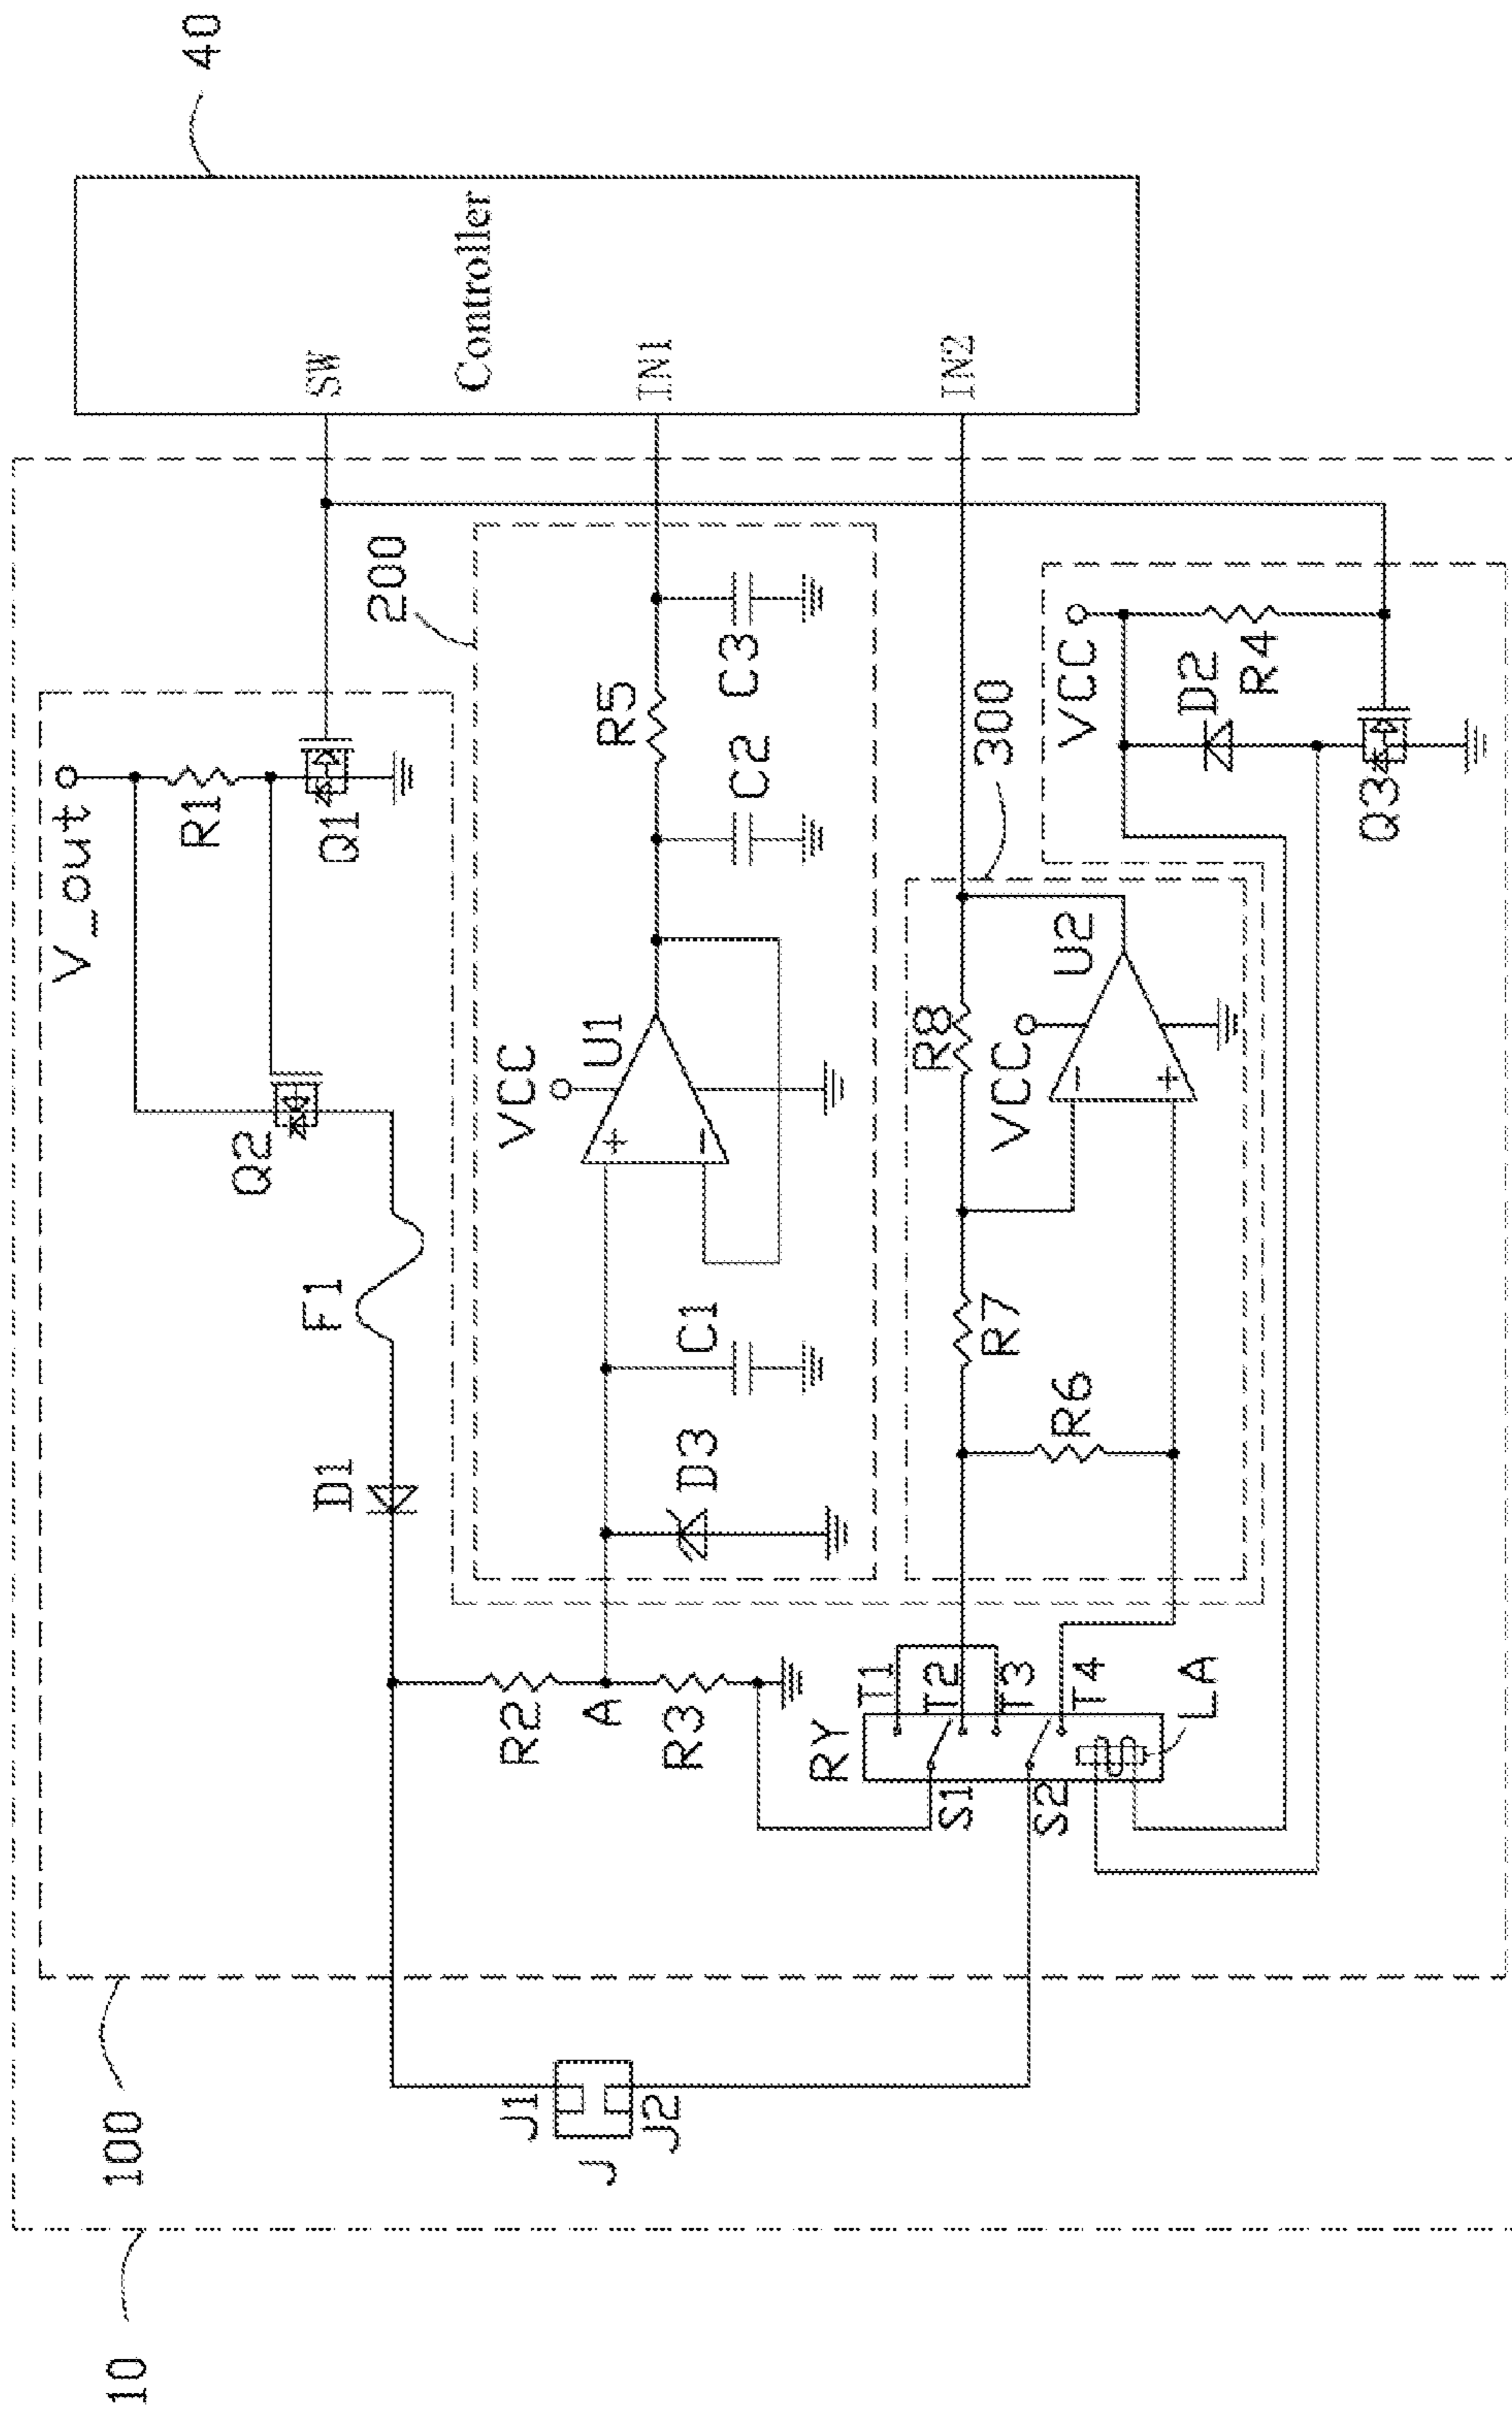 40
Controller
SW
IN1
IN2
200
300
V_out
R1
Q1
Q2
F1
D1
R5
C3
C2
VCC
U1
+
−
C1
D3
VCC
D2
R4
Q3
U2
VCC
R8
−
+
R7
R6
R2
A
R3
RY
T1
T2
T3
T4
LA
S1
S2
J1
J2
J
100
10